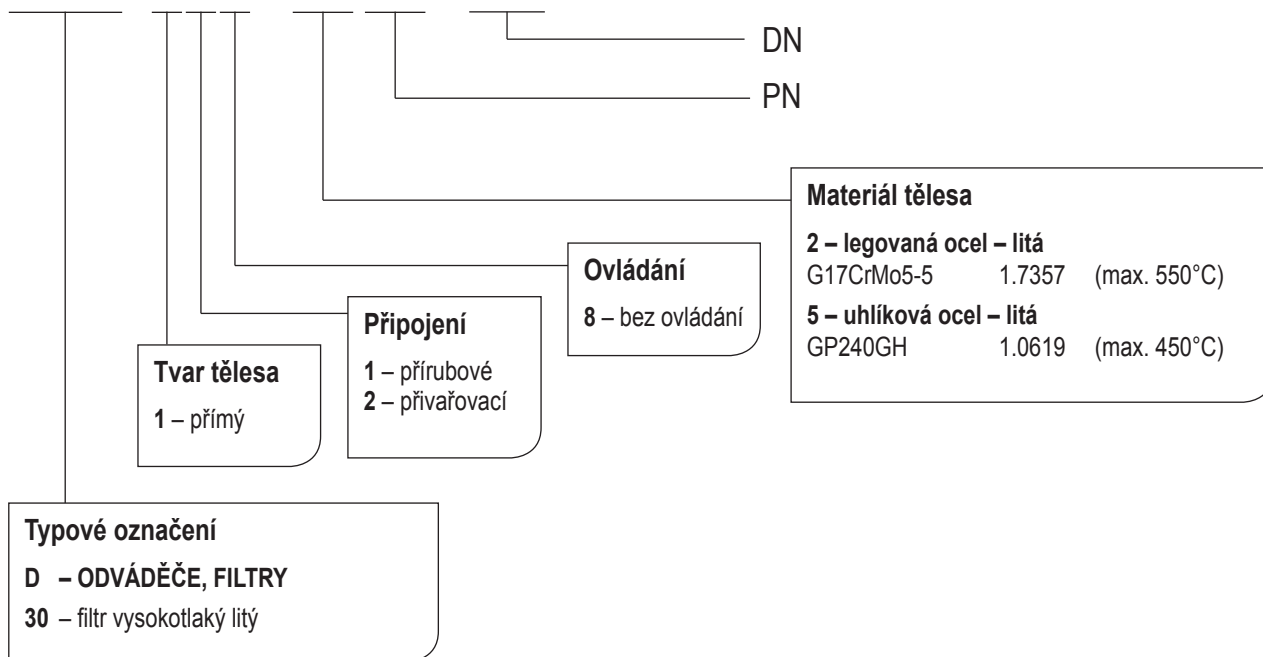 DN
PN
Materiál tělesa
2 – legovaná ocel – litá
G17CrMo5-5 1.7357 (max. 550°C)
5 – uhlíková ocel – litá
GP240GH 1.0619 (max. 450°C)
Ovládání
8 – bez ovládání
Připojení
1 – přírubové
2 – přivařovací
Tvar tělesa
1 – přímý
Typové označení
D – ODVÁDĚČE, FILTRY
30 – filtr vysokotlaký litý